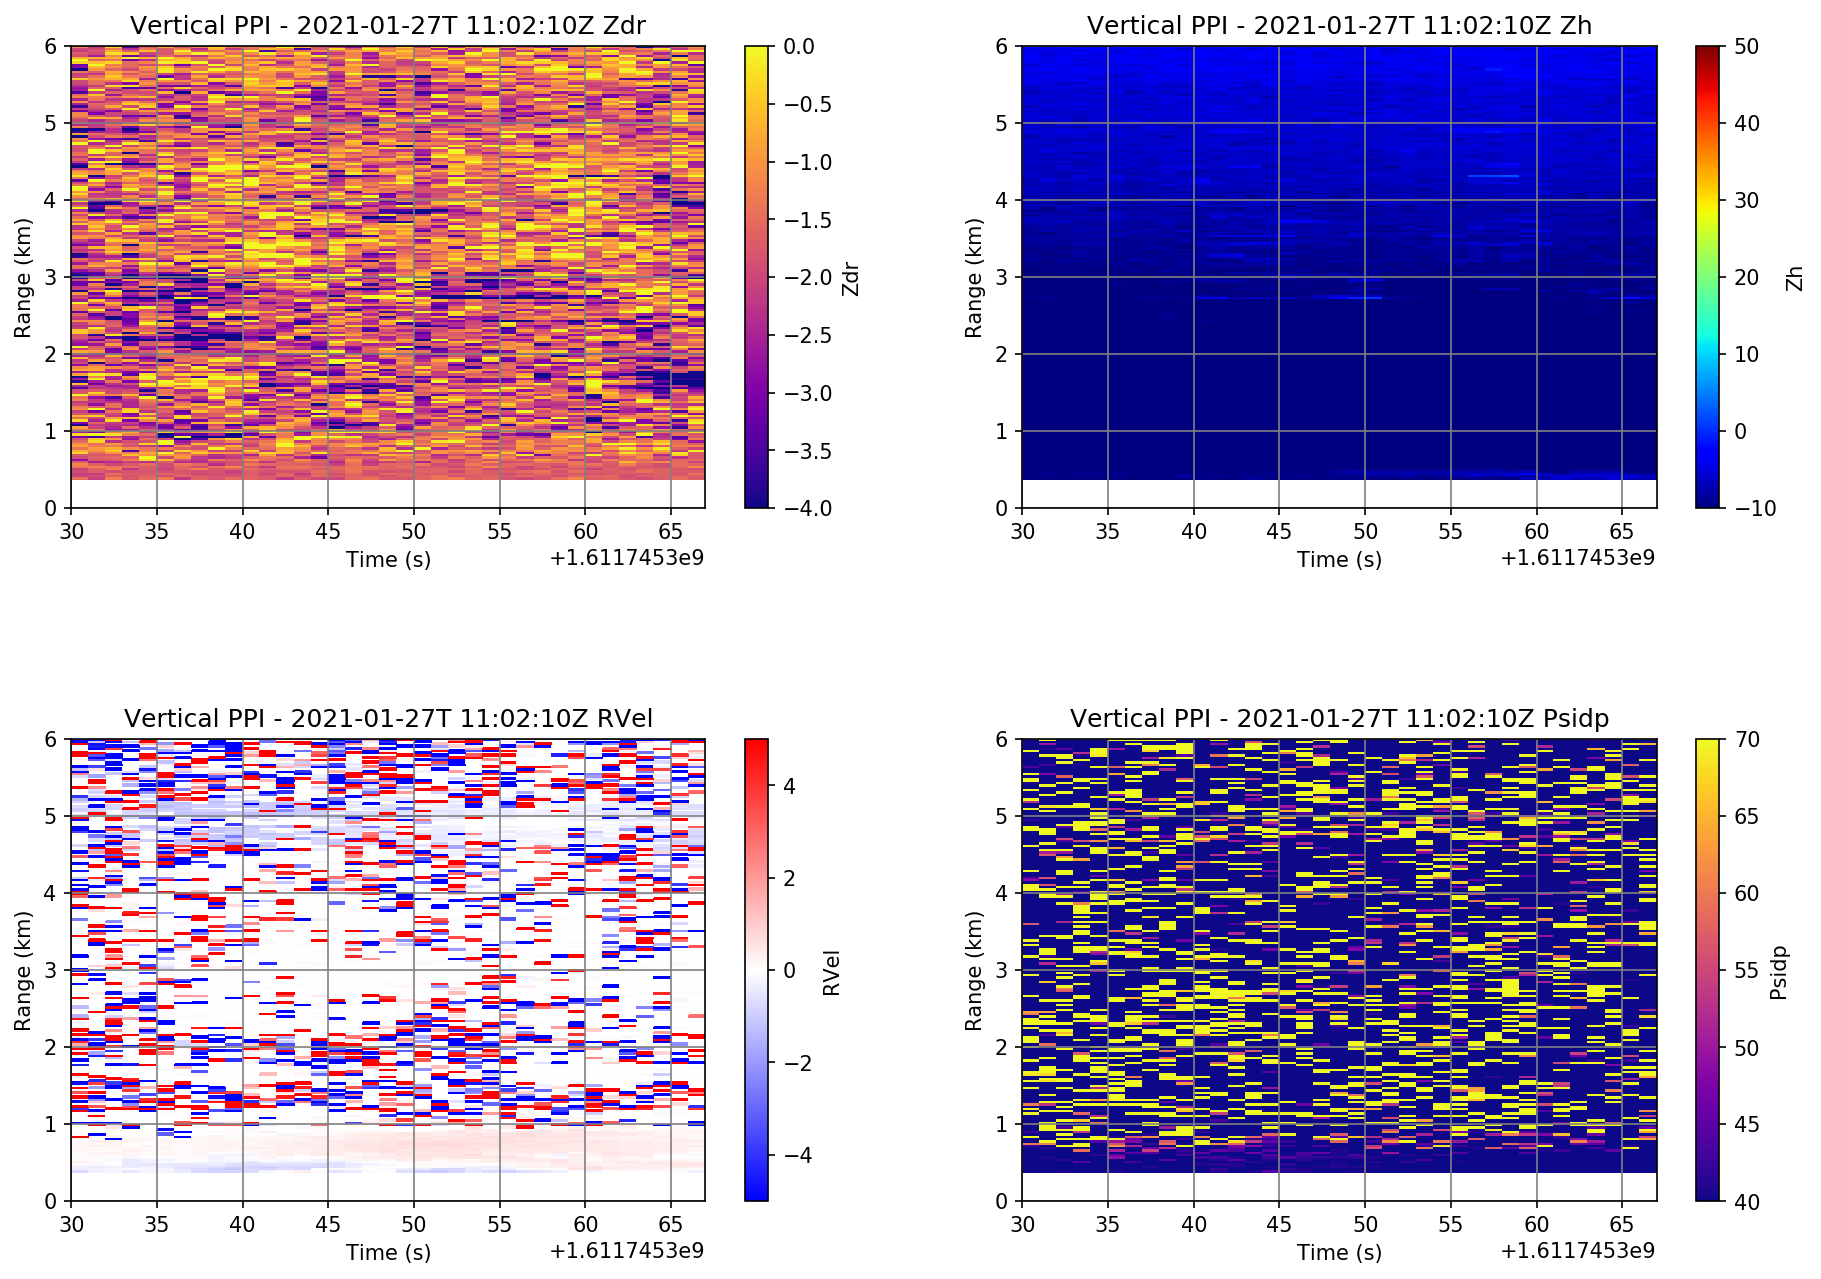 Vertical PPI - 2021-01-27T 11:02:10Z Zdr
6
5
4
3
2
1
0
Range (km)
30 35 40 45 50 55 60 65
Time (s)
+1.6117453e9
0.0
−0.5
−1.0
−1.5
−2.0
−2.5
−3.0
−3.5
−4.0
Zdr
Vertical PPI - 2021-01-27T 11:02:10Z Zh
6
5
4
3
2
1
0
Range (km)
30 35 40 45 50 55 60 65
Time (s)
+1.6117453e9
50
40
30
20
10
0
−10
Zh
Vertical PPI - 2021-01-27T 11:02:10Z RVel
6
5
4
3
2
1
0
Range (km)
30 35 40 45 50 55 60 65
Time (s)
+1.6117453e9
4
2
0
−2
−4
RVel
Vertical PPI - 2021-01-27T 11:02:10Z Psidp
6
5
4
3
2
1
0
Range (km)
30 35 40 45 50 55 60 65
Time (s)
+1.6117453e9
70
65
60
55
50
45
40
Psidp